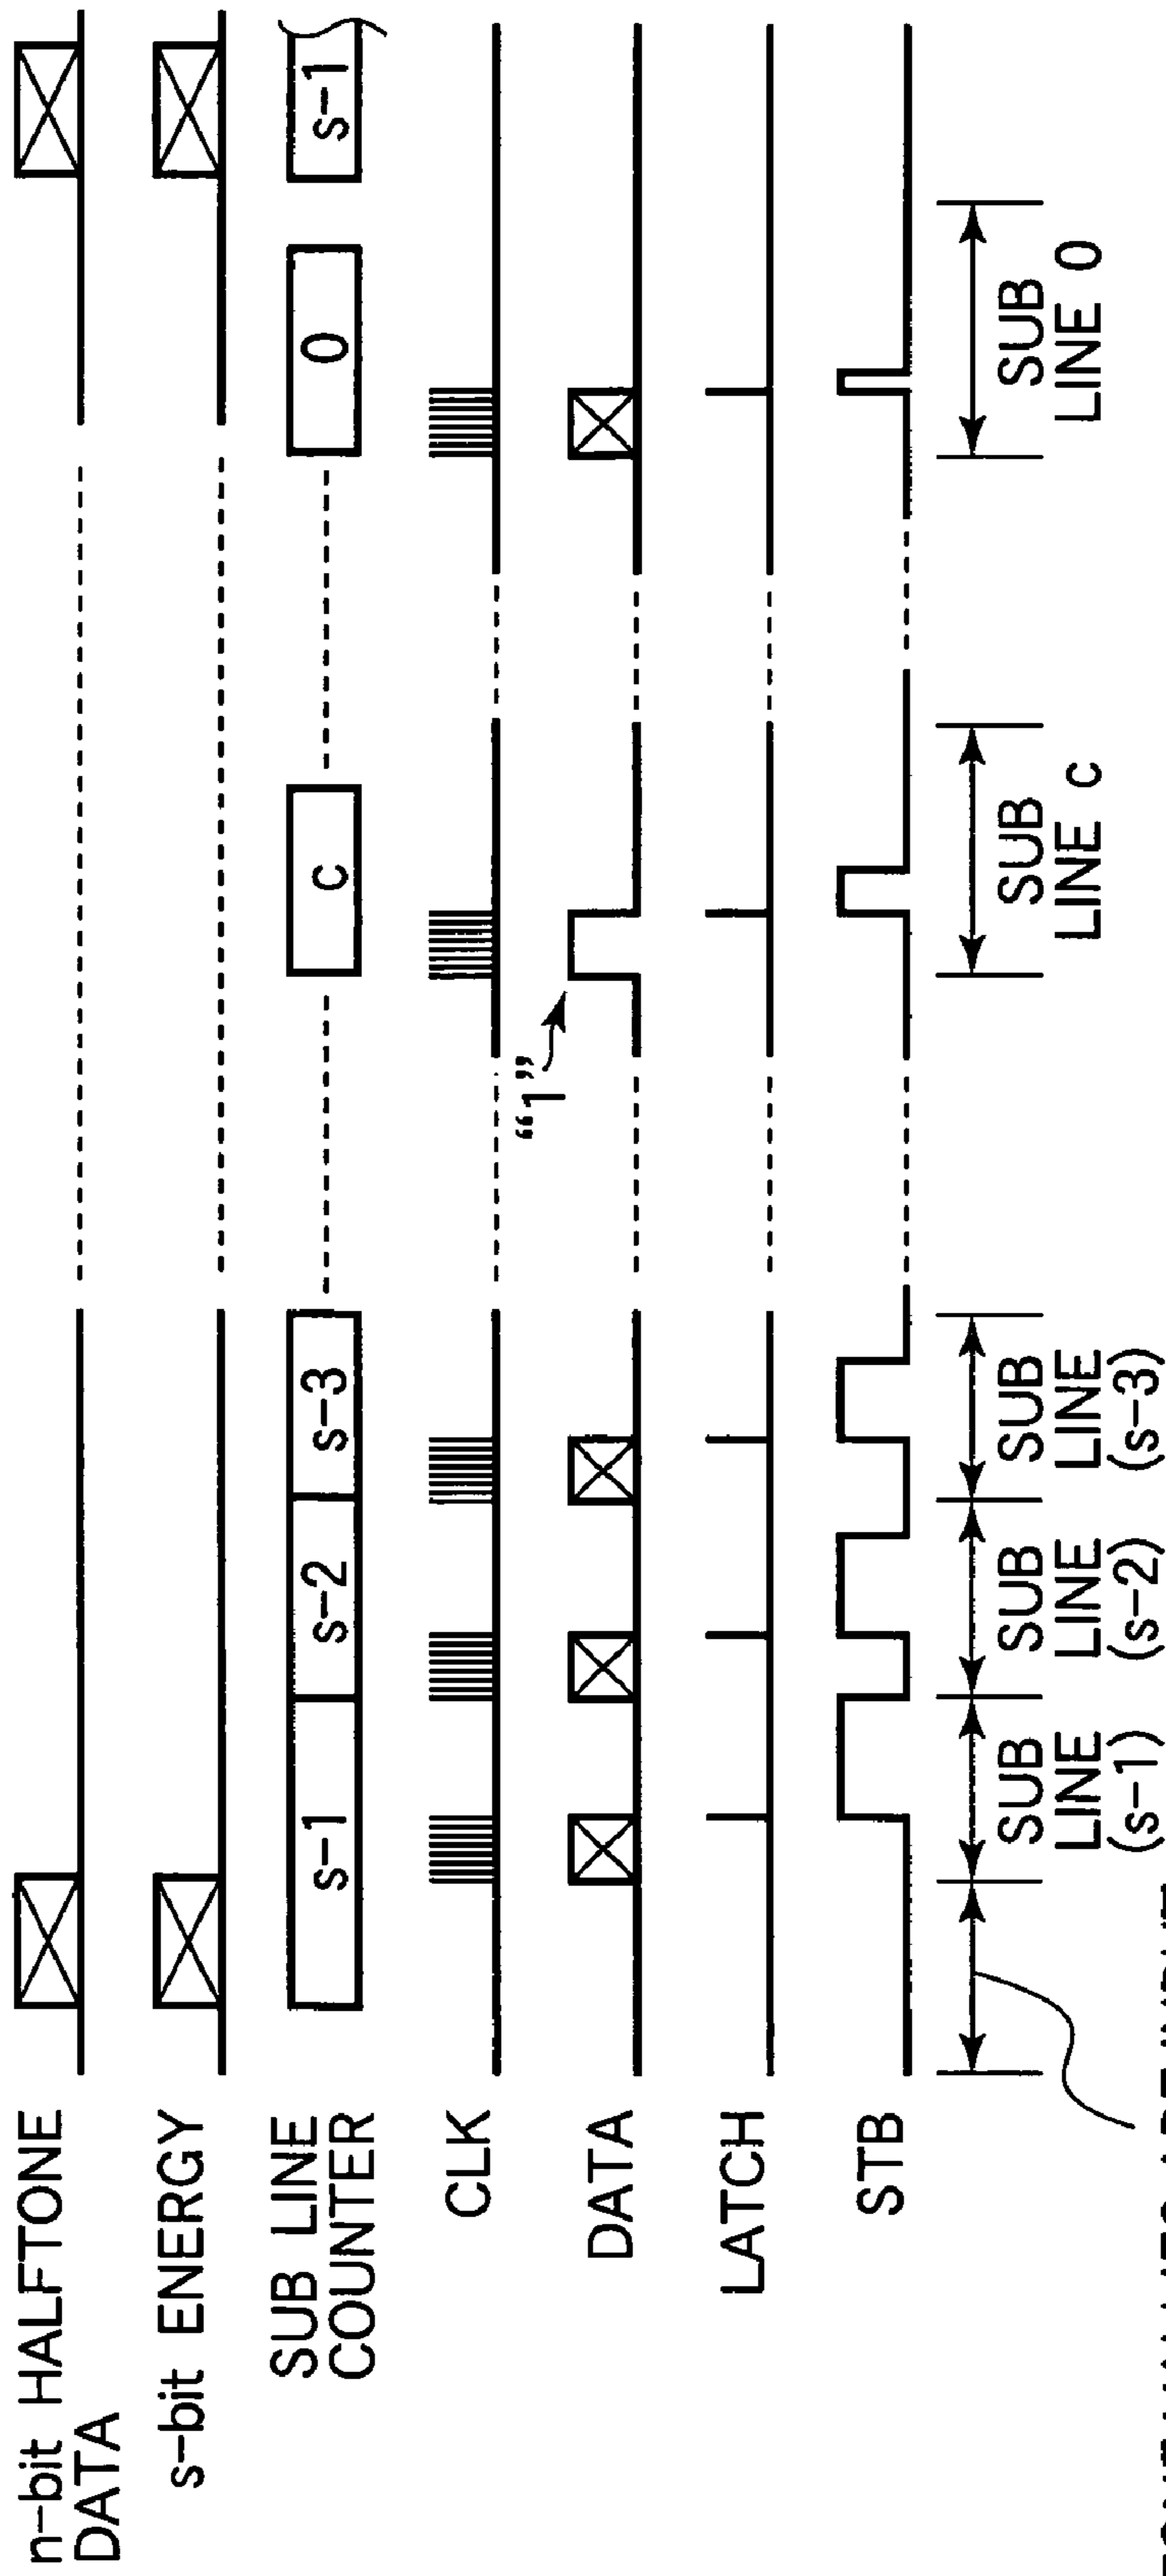 n-bit HALFTONE
DATA
s-bit ENERGY
SUB LINE
COUNTER
s-1
s-2
s-3
c
0
s-1
CLK
DATA
"1"
LATCH
STB
SUB
LINE
(s-1)
SUB
LINE
(s-2)
SUB
LINE
(s-3)
SUB
LINE c
SUB
LINE 0